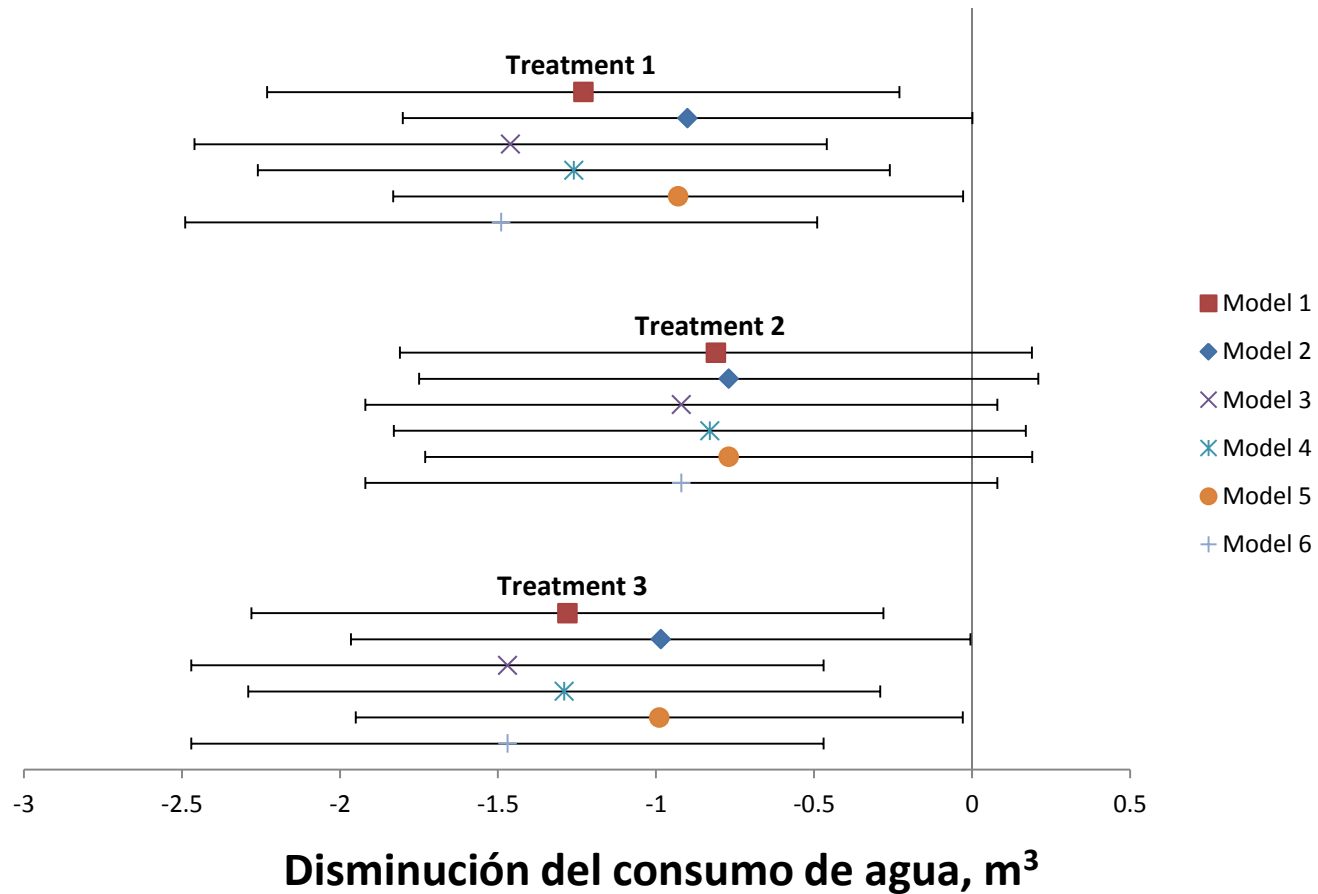 Treatment 1
Treatment 2
Treatment 3
Model 1
Model 2
Model 3
Model 4
Model 5
Model 6
-3 -2.5 -2 -1.5 -1 -0.5 0 0.5
Disminución del consumo de agua, m³